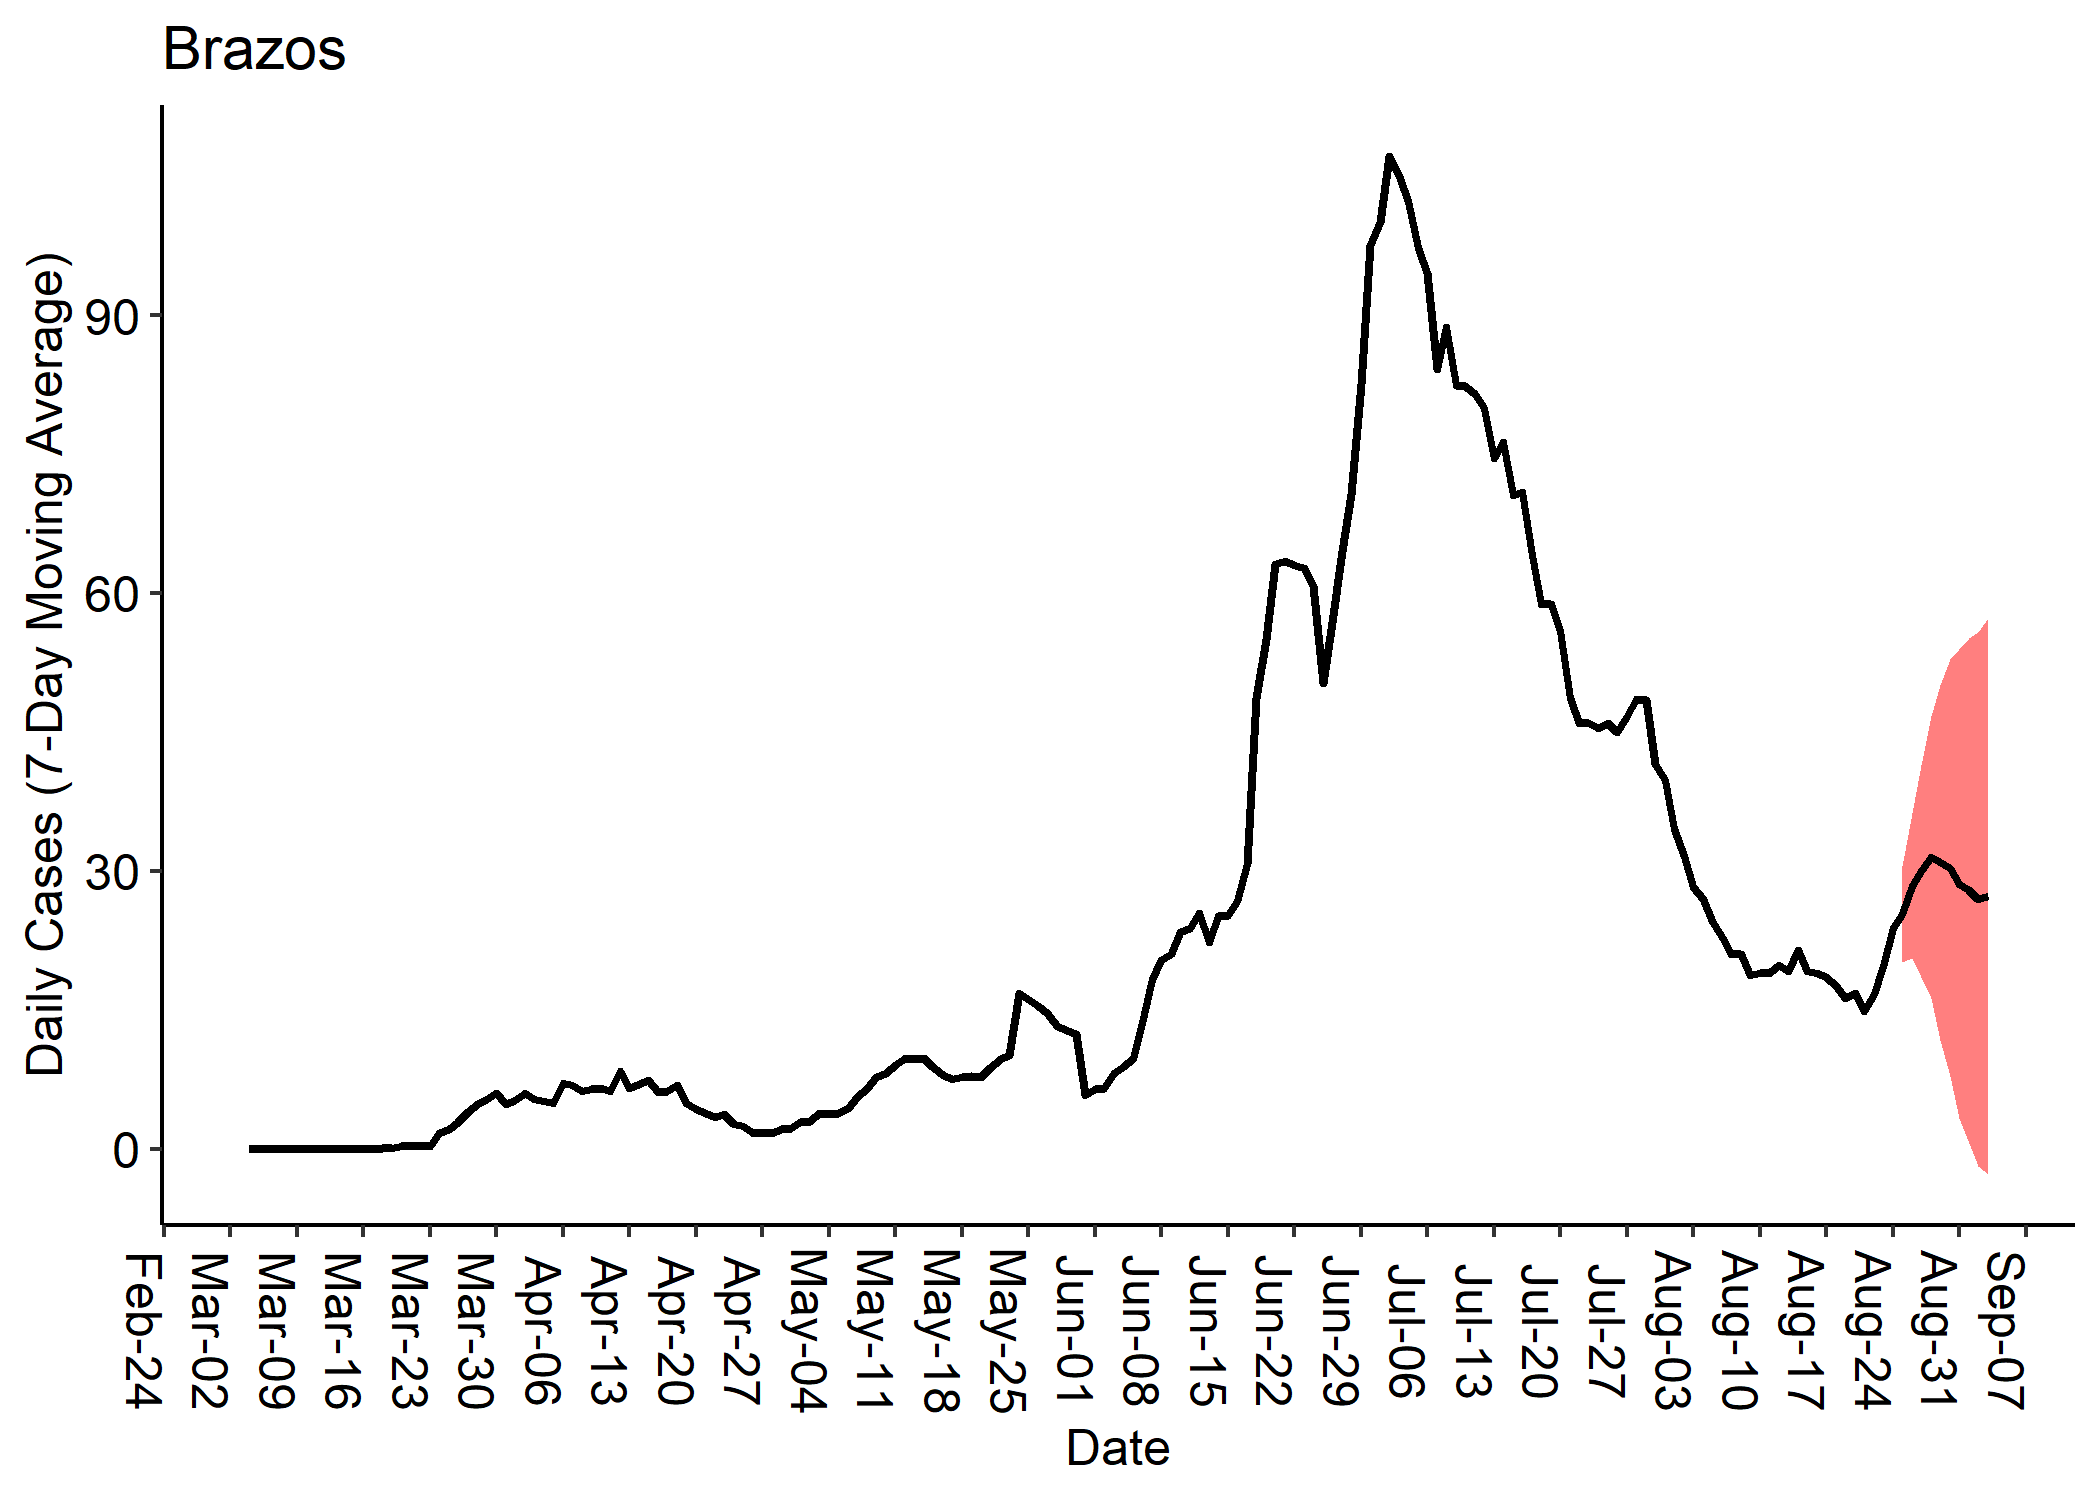 Brazos
Daily Cases (7-Day Moving Average)
90
60
30
0
Feb-24
Mar-02
Mar-09
Mar-16
Mar-23
Mar-30
Apr-06
Apr-13
Apr-20
Apr-27
May-04
May-11
May-18
May-25
Jun-01
Jun-08
Jun-15
Jun-22
Jun-29
Jul-06
Jul-13
Jul-20
Jul-27
Aug-03
Aug-10
Aug-17
Aug-24
Aug-31
Sep-07
Date